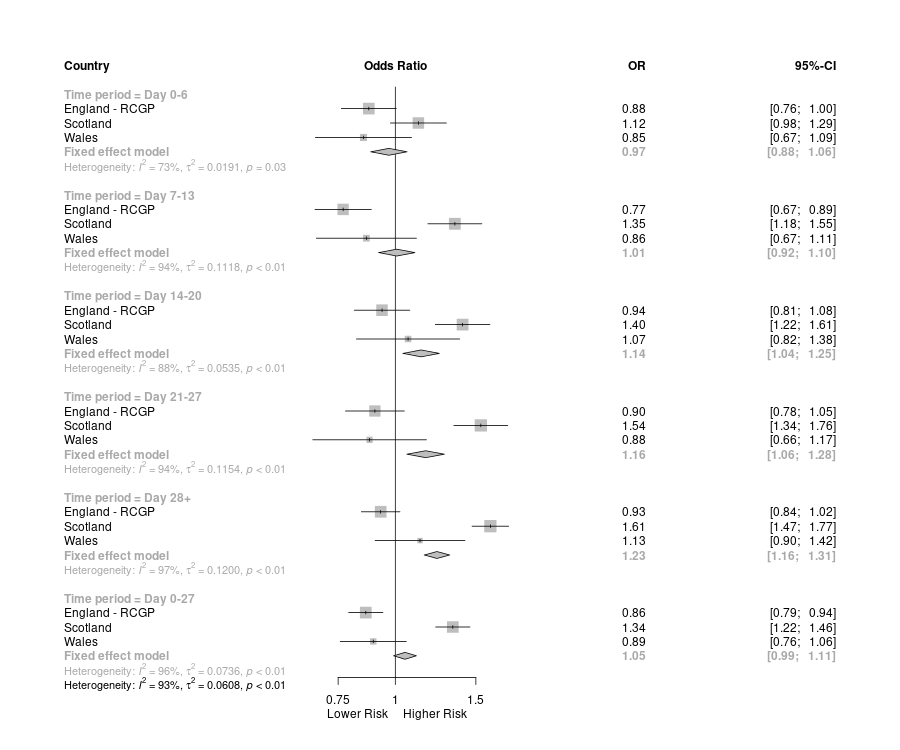 Country Odds Ratio OR 95%-CI
Time period = Day 0-6
England - RCGP 0.88 [0.76; 1.00]
Scotland 1.12 [0.98; 1.29]
Wales 0.85 [0.67; 1.09]
Fixed effect model 0.97 [0.88; 1.06]
Heterogeneity: I² = 73%, τ² = 0.0191, p = 0.03
Time period = Day 7-13
England - RCGP 0.77 [0.67; 0.89]
Scotland 1.35 [1.18; 1.55]
Wales 0.86 [0.67; 1.11]
Fixed effect model 1.01 [0.92; 1.10]
Heterogeneity: I² = 94%, τ² = 0.1118, p < 0.01
Time period = Day 14-20
England - RCGP 0.94 [0.81; 1.08]
Scotland 1.40 [1.22; 1.61]
Wales 1.07 [0.82; 1.38]
Fixed effect model 1.14 [1.04; 1.25]
Heterogeneity: I² = 88%, τ² = 0.0535, p < 0.01
Time period = Day 21-27
England - RCGP 0.90 [0.78; 1.05]
Scotland 1.54 [1.34; 1.76]
Wales 0.88 [0.66; 1.17]
Fixed effect model 1.16 [1.06; 1.28]
Heterogeneity: I² = 94%, τ² = 0.1154, p < 0.01
Time period = Day 28+
England - RCGP 0.93 [0.84; 1.02]
Scotland 1.61 [1.47; 1.77]
Wales 1.13 [0.90; 1.42]
Fixed effect model 1.23 [1.16; 1.31]
Heterogeneity: I² = 97%, τ² = 0.1200, p < 0.01
Time period = Day 0-27
England - RCGP 0.86 [0.79; 0.94]
Scotland 1.34 [1.22; 1.46]
Wales 0.89 [0.76; 1.06]
Fixed effect model 1.05 [0.99; 1.11]
Heterogeneity: I² = 96%, τ² = 0.0736, p < 0.01
Heterogeneity: I² = 93%, τ² = 0.0608, p < 0.01
0.75 1 1.5
Lower Risk Higher Risk